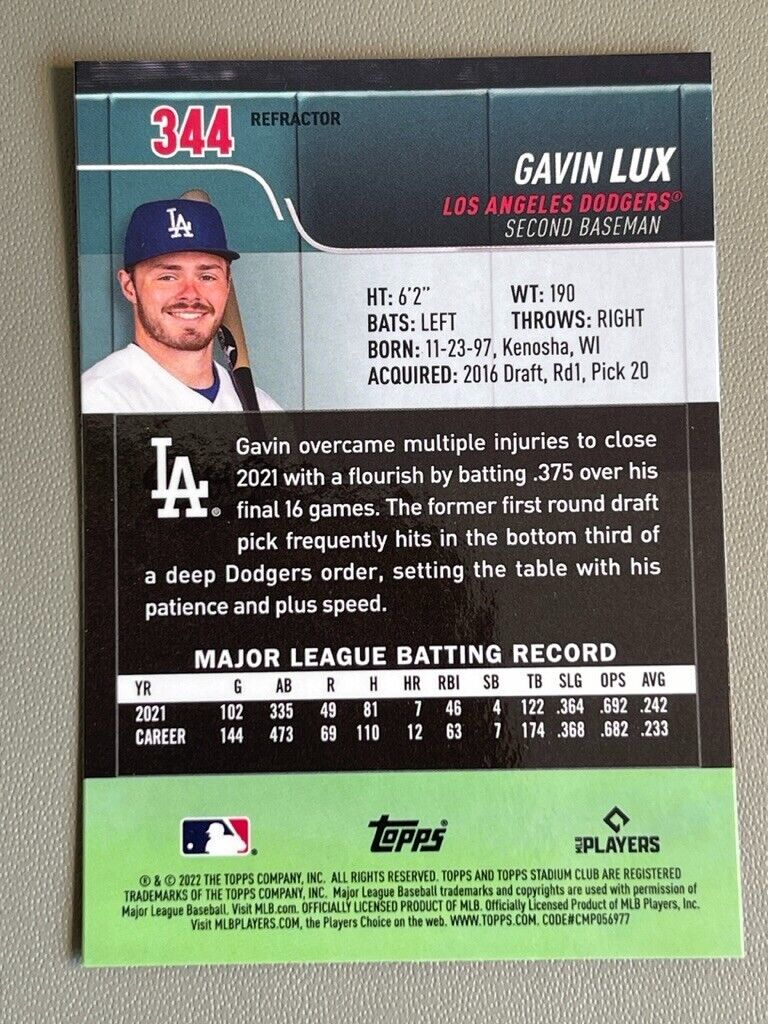 344 REFRACTOR
GAVIN LUX
LOS ANGELES DODGERS®
SECOND BASEMAN
LA
HT: 6'2" WT: 190
BATS: LEFT THROWS: RIGHT
BORN: 11-23-97, Kenosha, WI
ACQUIRED: 2016 Draft, Rd1, Pick 20
LA®
Gavin overcame multiple injuries to close
2021 with a flourish by batting .375 over his
final 16 games. The former first round draft
pick frequently hits in the bottom third of
a deep Dodgers order, setting the table with his
patience and plus speed.
MAJOR LEAGUE BATTING RECORD
YR G AB R H HR RBI SB TB SLG OPS AVG
2021 102 335 49 81 7 46 4 122 .364 .692 .242
CAREER 144 473 69 110 12 63 7 174 .368 .682 .233
TOPPS®
MLB PLAYERS
® & © 2022 THE TOPPS COMPANY, INC. ALL RIGHTS RESERVED. TOPPS AND TOPPS STADIUM CLUB ARE REGISTERED
TRADEMARKS OF THE TOPPS COMPANY, INC. Major League Baseball trademarks and copyrights are used with permission of
Major League Baseball. Visit MLB.com. OFFICIALLY LICENSED PRODUCT OF MLB. Officially Licensed Product of MLB Players, Inc.
Visit MLBPLAYERS.COM, the Players Choice on the web. WWW.TOPPS.COM. CODE#CMP056977